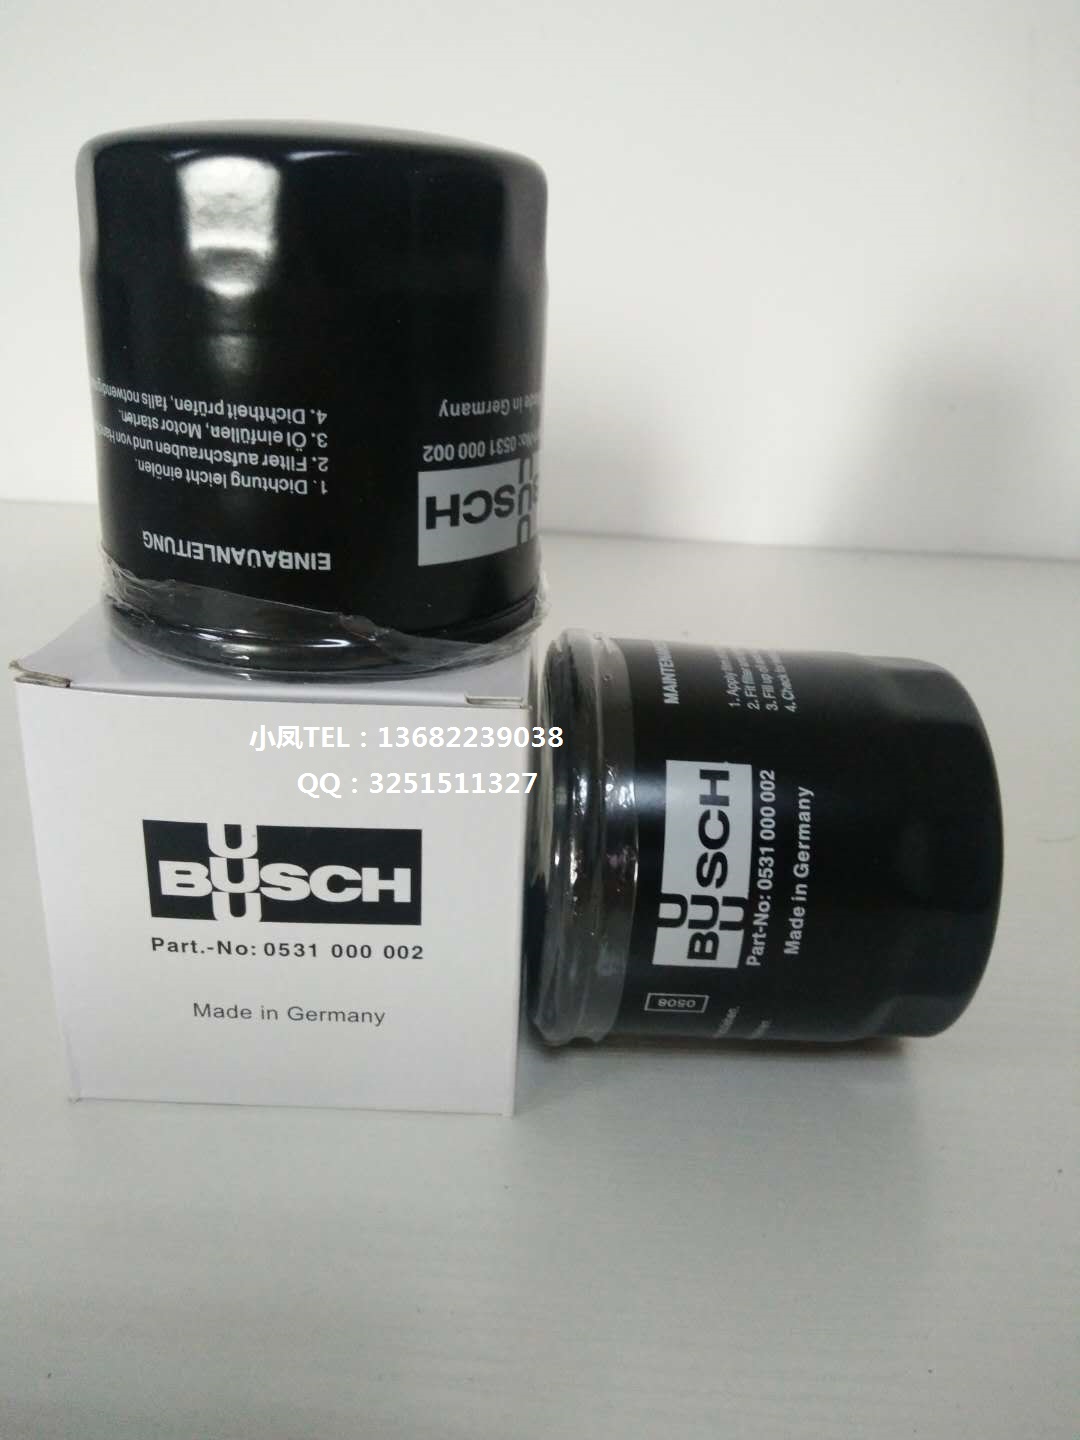 EINBAUANLEITUNG
1. Dichtung leicht einölen.
2. Filter aufschrauben und von
3. Öl einfüllen, Motor starten.
4. Dichtheit prüfen, falls notwendig
BUSCH
No: 0531 000 002
Made in Germany
小凤TEL：13682239038
QQ：3251511327
BUSCH
Part.-No: 0531 000 002
Made in Germany
1. Apply
2. Fit filter
3. Fill up
4. Check
BUSCH
Part-No: 0531 000 002
Made in Germany
0508